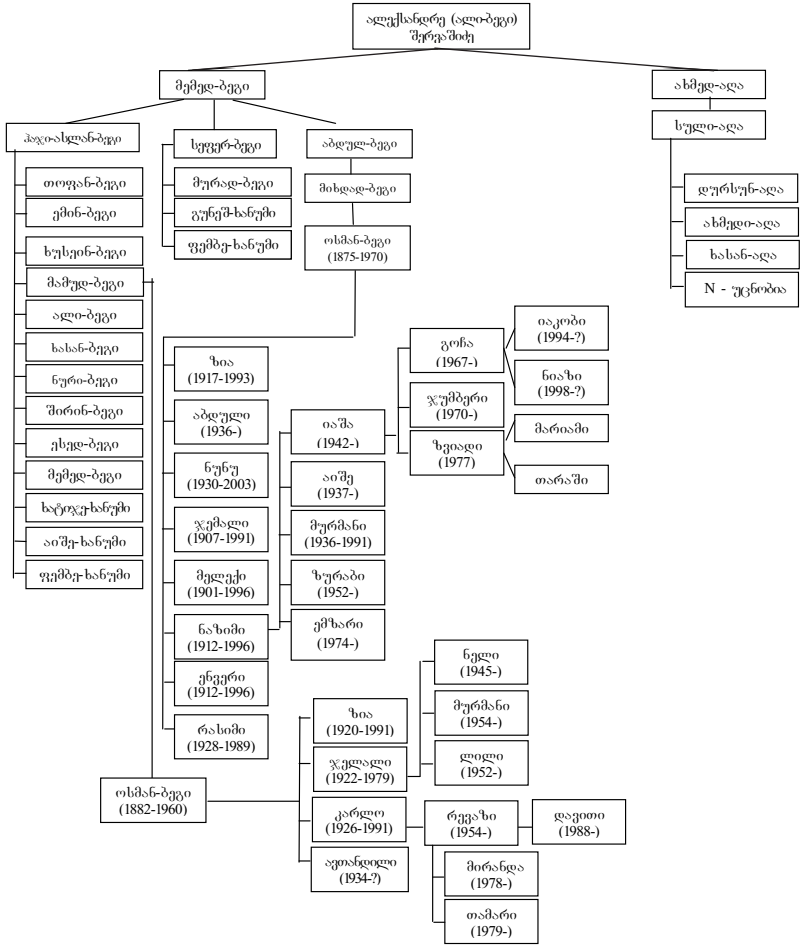 ალექსანდრე (ალი-ბეგი)
შერვაშიძე
მემედ-ბეგი
ახმედ-აღა
ჰაჯი-ასლან-ბეგი
სეფერ-ბეგი
აბდულ-ბეგი
სული-აღა
თოფან-ბეგი
ემინ-ბეგი
ხუსეინ-ბეგი
მამუდ-ბეგი
ალი-ბეგი
ხასან-ბეგი
ნური-ბეგი
შირინ-ბეგი
ესედ-ბეგი
მემედ-ბეგი
ხატიჯე-ხანუმი
აიშე-ხანუმი
ფემბე-ხანუმი
მურად-ბეგი
გუნეშ-ხანუმი
ფემბე-ხანუმი
მიხდად-ბეგი
ოსმან-ბეგი
(1875-1970)
დურსუნ-აღა
ახმედი-აღა
ხასან-აღა
N - უცნობია
ზია
(1917-1993)
აბდული
(1936-)
ნუნუ
(1930-2003)
ჯემალი
(1907-1991)
მელექი
(1901-1996)
ნაზიმი
(1912-1996)
ენვერი
(1912-1996)
რასიმი
(1928-1989)
იაშა
(1942-)
აიშე
(1937-)
მურმანი
(1936-1991)
ზურაბი
(1952-)
ემზარი
(1974-)
გოჩა
(1967-)
ჯუმბერი
(1970-)
ზვიადი
(1977)
იაკობი
(1994-?)
ნიაზი
(1998-?)
მარიამი
თარაში
ოსმან-ბეგი
(1882-1960)
ზია
(1920-1991)
ჯელალი
(1922-1979)
კარლო
(1926-1991)
ავთანდილი
(1934-?)
ნელი
(1945-)
მურმანი
(1954-)
ლილი
(1952-)
რევაზი
(1954-)
დავითი
(1988-)
მირანდა
(1978-)
თამარი
(1979-)